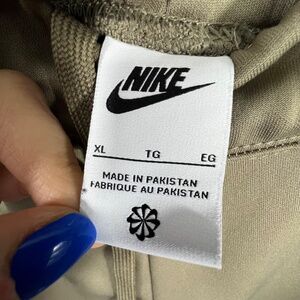 NIKE
XL TG EG
MADE IN PAKISTAN
FABRIQUE AU PAKISTAN